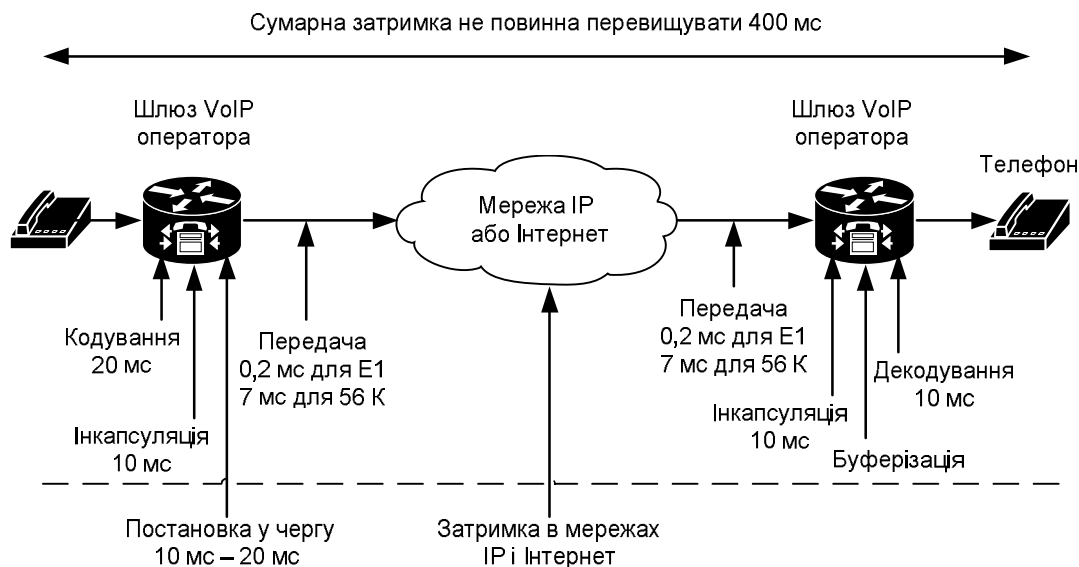 Сумарна затримка не повинна перевищувати 400 мс
Шлюз VoIP
оператора
Шлюз VoIP
оператора
Телефон
Мережа IP
або Інтернет
Кодування
20 мс
Передача
0,2 мс для E1
7 мс для 56 К
Передача
0,2 мс для E1
7 мс для 56 К
Декодування
10 мс
Інкапсуляція
10 мс
Інкапсуляція
10 мс
Буферізація
Постановка у чергу
10 мс – 20 мс
Затримка в мережах
IP і Інтернет